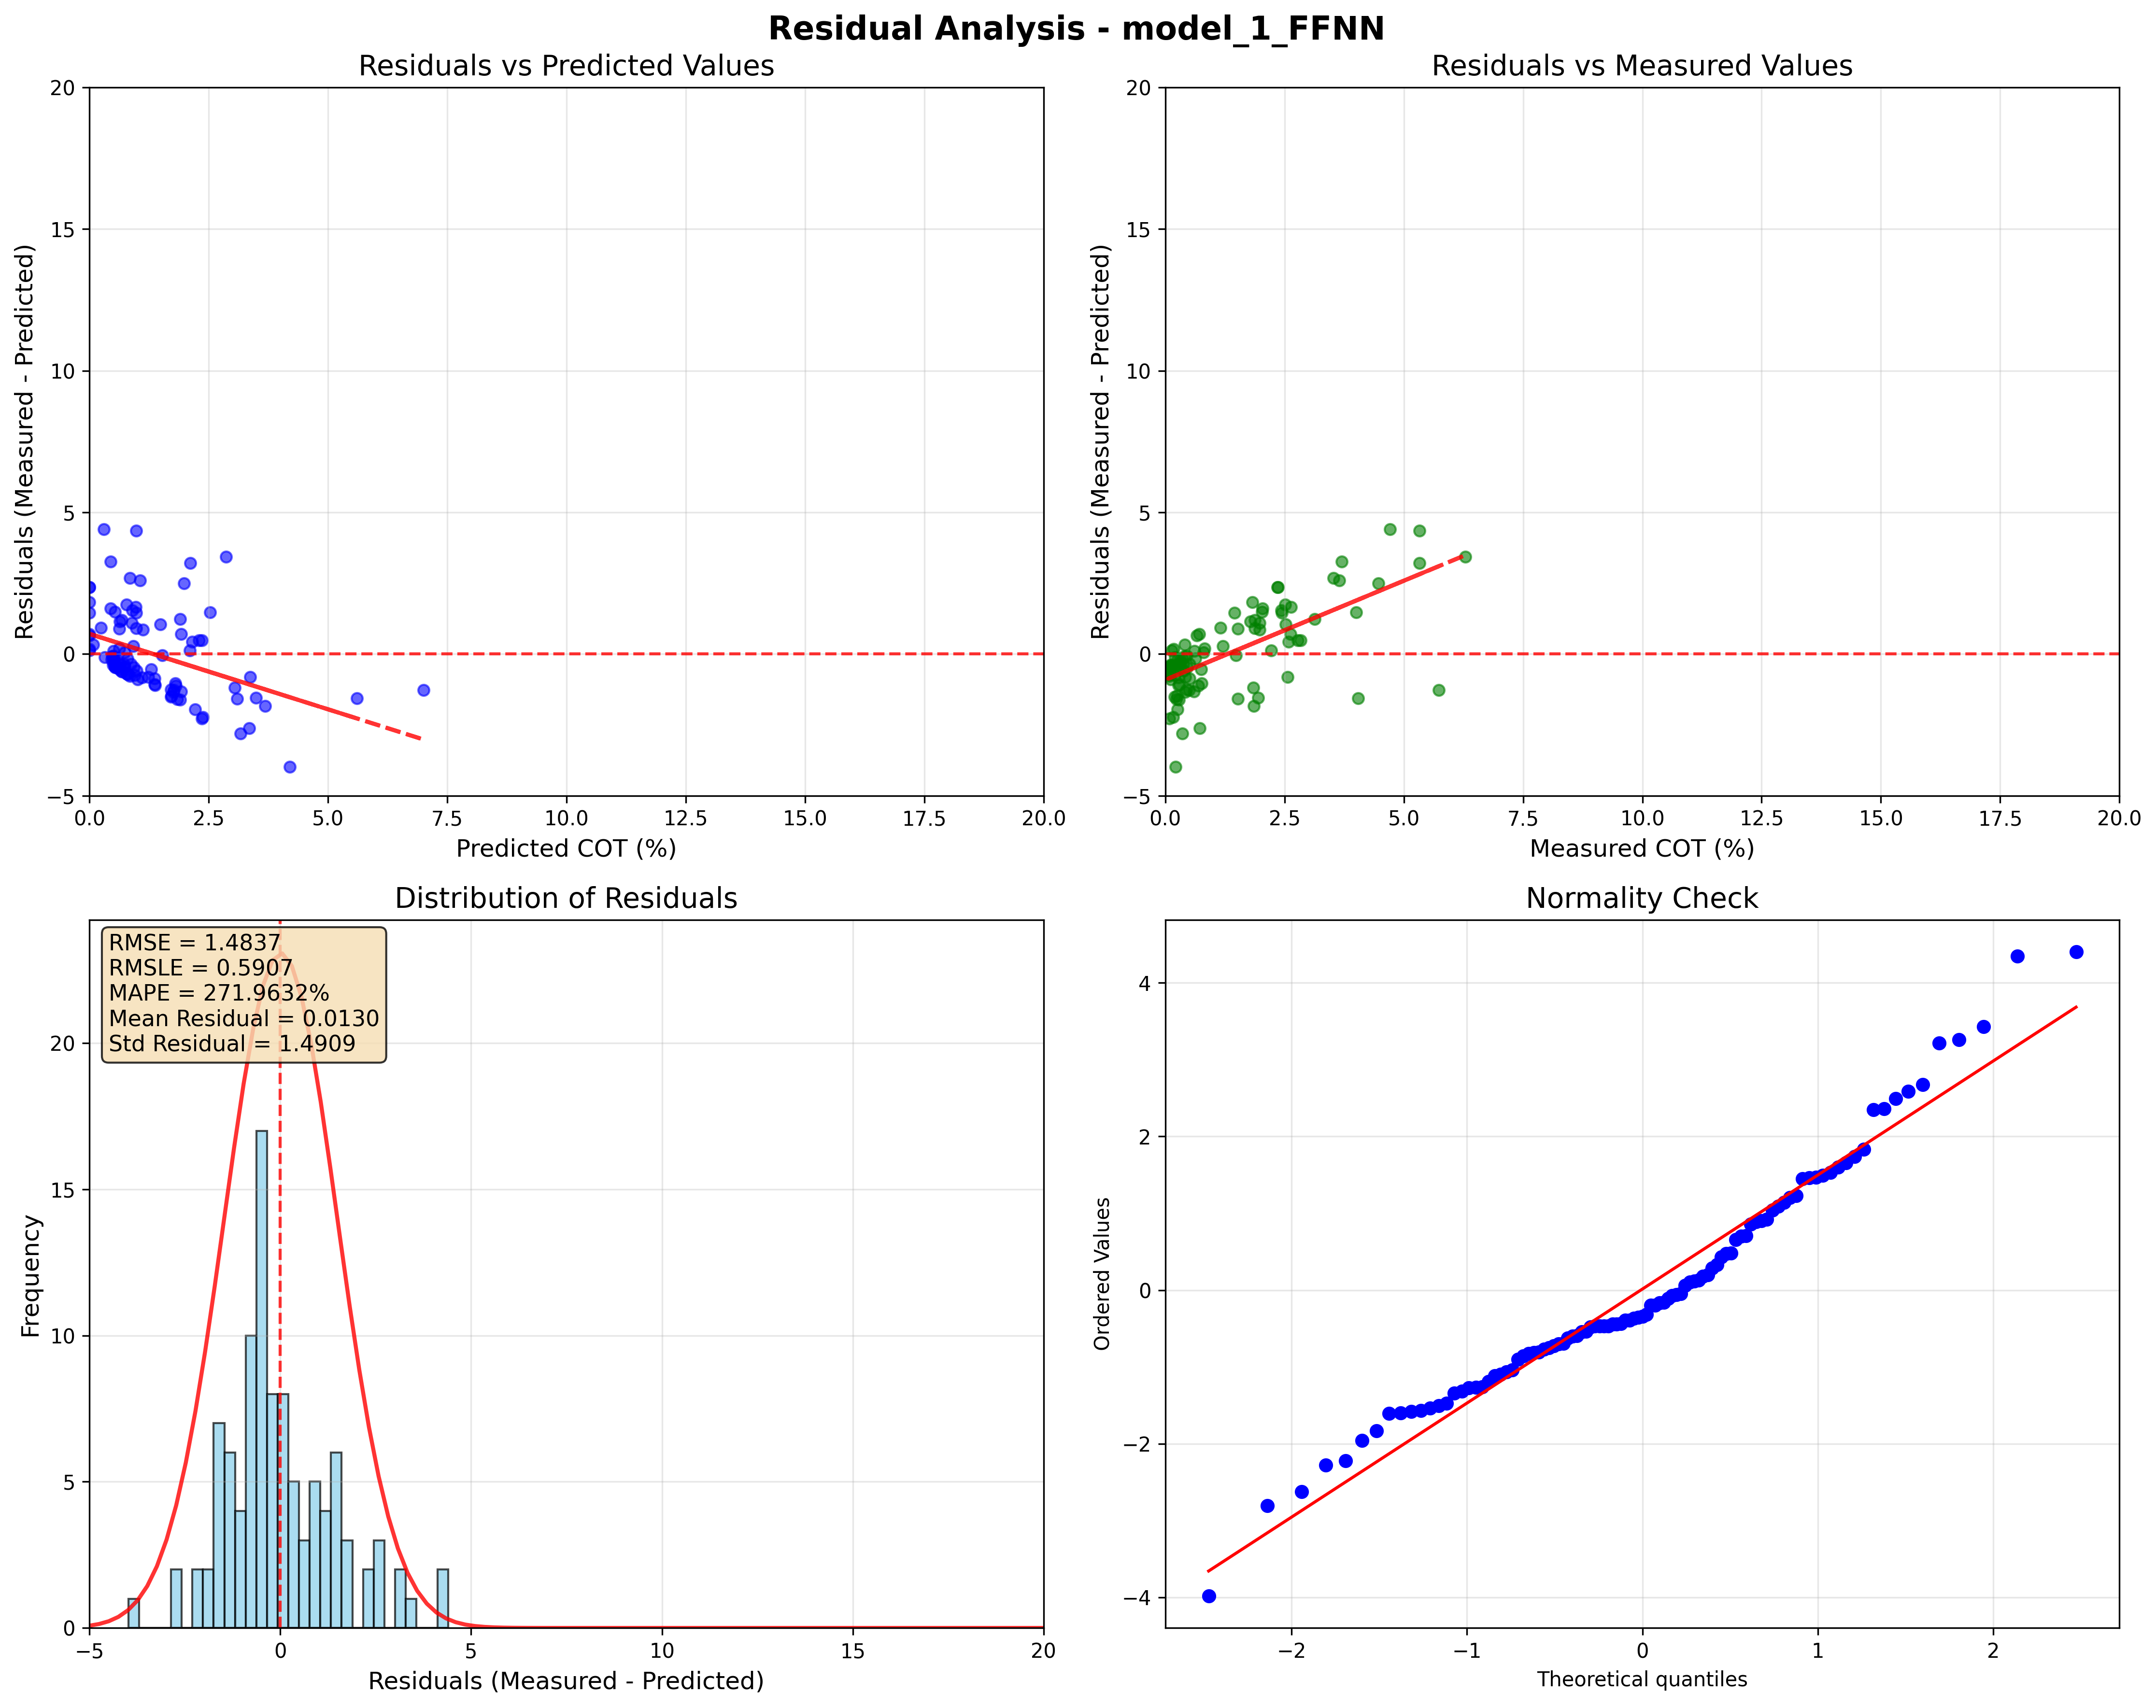 Residual Analysis - model_1_FFNN
Residuals vs Predicted Values
20
15
10
5
0
−5
Residuals (Measured - Predicted)
0.0 2.5 5.0 7.5 10.0 12.5 15.0 17.5 20.0
Predicted COT (%)
Residuals vs Measured Values
20
15
10
5
0
−5
Residuals (Measured - Predicted)
0.0 2.5 5.0 7.5 10.0 12.5 15.0 17.5 20.0
Measured COT (%)
Distribution of Residuals
RMSE = 1.4837
RMSLE = 0.5907
MAPE = 271.9632%
Mean Residual = 0.0130
Std Residual = 1.4909
20
15
10
5
0
Frequency
−5 0 5 10 15 20
Residuals (Measured - Predicted)
Normality Check
4
2
0
−2
−4
Ordered Values
−2 −1 0 1 2
Theoretical quantiles